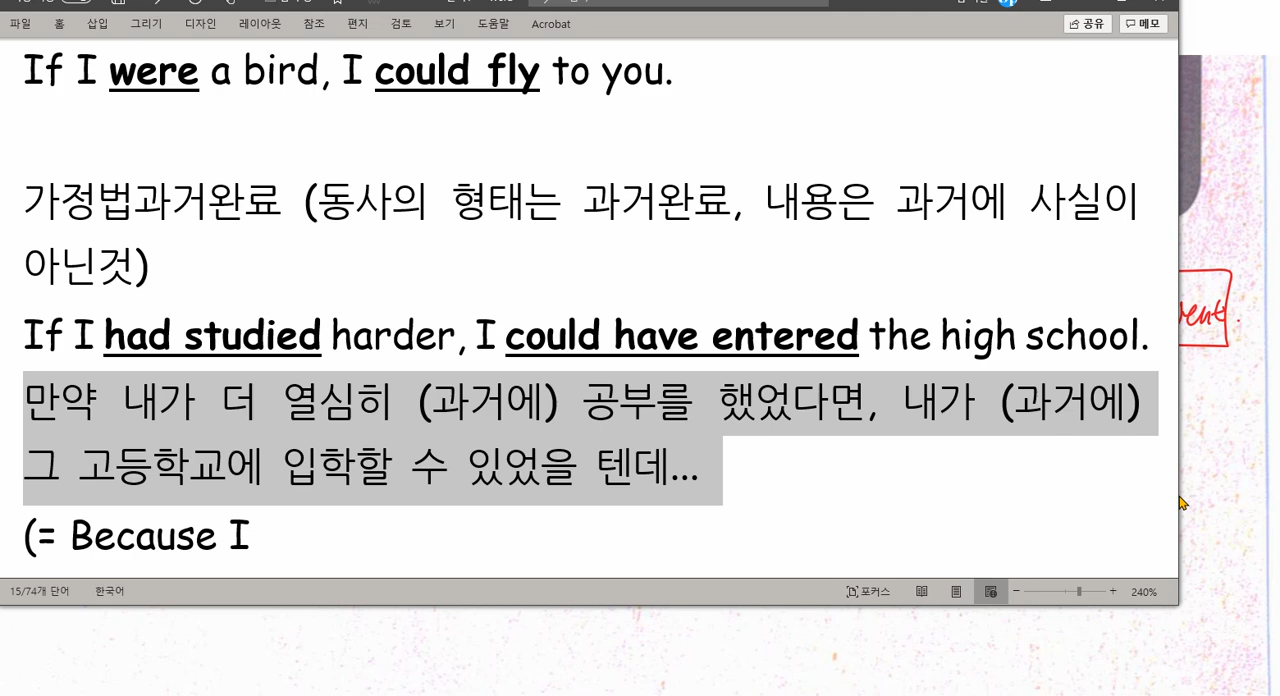 파일 홈 삽입 그리기 디자인 레이아웃 참조 편지 검토 보기 도움말 Acrobat 공유 메모
If I were a bird, I could fly to you.
가정법과거완료 (동사의 형태는 과거완료, 내용은 과거에 사실이
아닌것)
If I had studied harder, I could have entered the high school.
만약 내가 더 열심히 (과거에) 공부를 했었다면, 내가 (과거에)
그 고등학교에 입학할 수 있었을 텐데...
(= Because I
15/74개 단어 한국어 포커스 240%